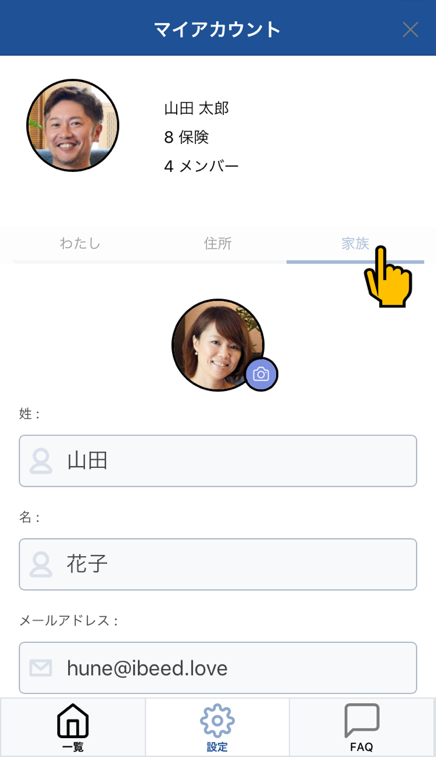 マイアカウント
山田 太郎
8 保険
4 メンバー
わたし 住所 家族
姓 :
山田
名 :
花子
メールアドレス :
hune@ibeed.love
一覧 設定 FAQ